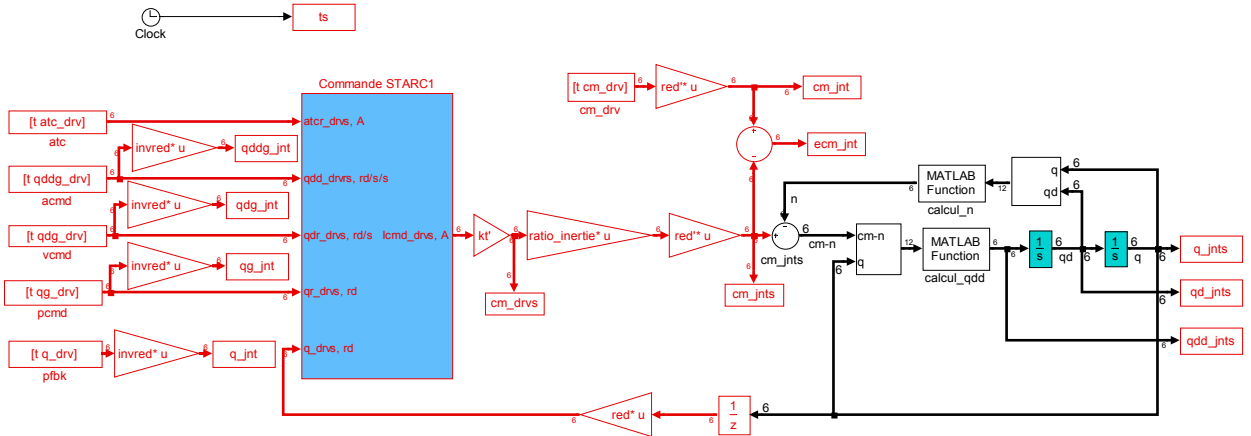 Clock
ts
Commande STARC1
[t atc_drv]
atc
atcr_drvs, A
invred* u
qddg_jnt
[t qddg_drv]
acmd
qdd_drvrs, rd/s/s
invred* u
qdg_jnt
[t qdg_drv]
vcmd
qdr_drvs, rd/s
Icmd_drvs, A
invred* u
qg_jnt
[t qg_drv]
pcmd
qr_drvs, rd
[t q_drv]
pfbk
invred* u
q_jnt
q_drvs, rd
kt'
cm_drvs
ratio_inertie* u
red'* u
cm_jnts
[t cm_drv]
cm_drv
red'* u
cm_jnt
ecm_jnt
n
cm_jnts
cm-n
cm-n
q
MATLAB
Function
calcul_n
q
qd
MATLAB
Function
calcul_qdd
1
s
qd
1
s
q
q_jnts
qd_jnts
qdd_jnts
1
z
red* u
6
12